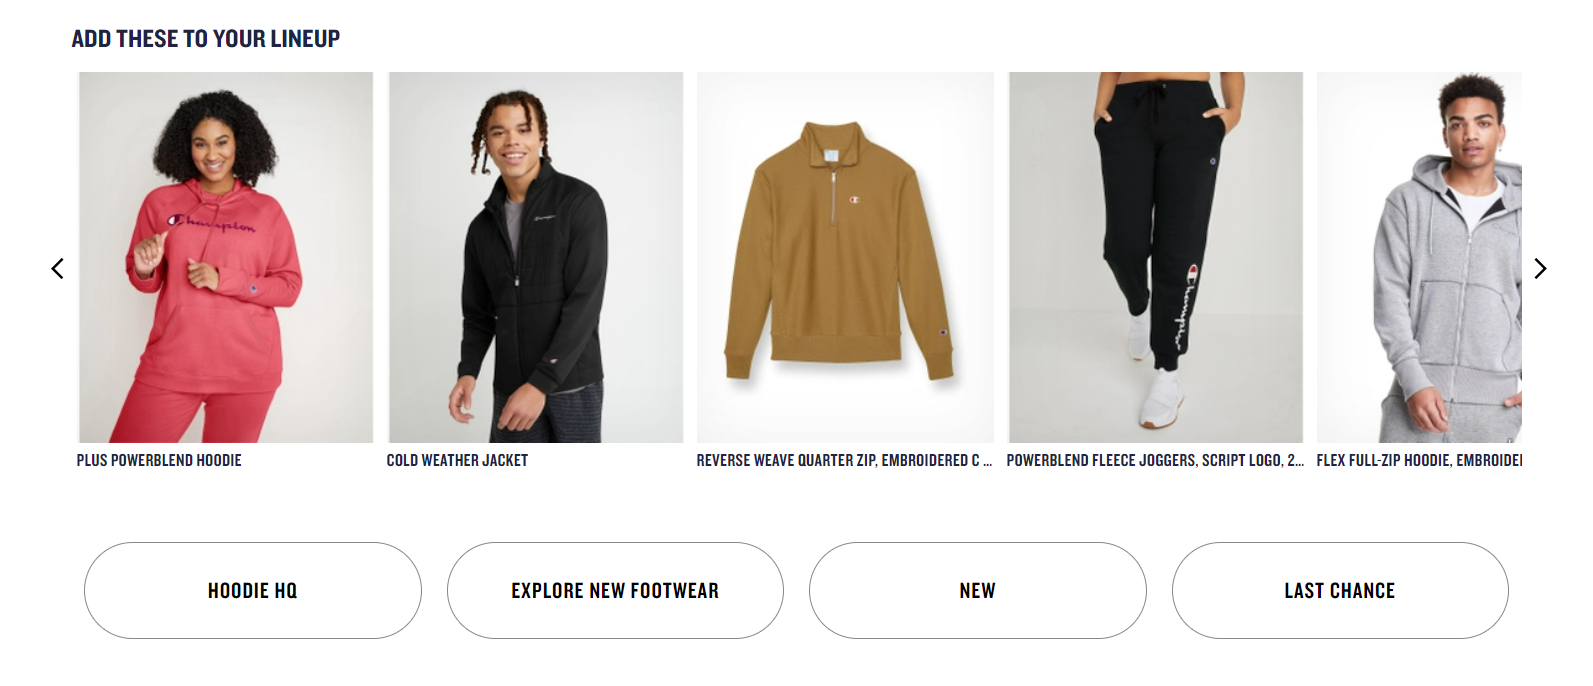 ADD THESE TO YOUR LINEUP
Champion
Champion
Champion
PLUS POWERBLEND HOODIE
COLD WEATHER JACKET
REVERSE WEAVE QUARTER ZIP, EMBROIDERED C ...
POWERBLEND FLEECE JOGGERS, SCRIPT LOGO, 2...
FLEX FULL-ZIP HOODIE, EMBROIDE
HOODIE HQ
EXPLORE NEW FOOTWEAR
NEW
LAST CHANCE